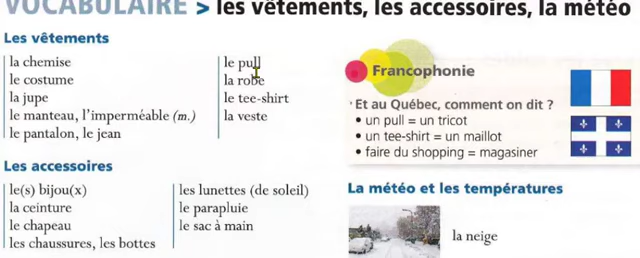 VOCABULAIRE > les vêtements, les accessoires, la météo
Les vêtements
la chemise
le costume
la jupe
le manteau, l'imperméable (m.)
le pantalon, le jean
le pull
la robe
le tee-shirt
la veste
Francophonie
Et au Québec, comment on dit ?
• un pull = un tricot
• un tee-shirt = un maillot
• faire du shopping = magasiner
Les accessoires
le(s) bijou(x)
la ceinture
le chapeau
les chaussures, les bottes
les lunettes (de soleil)
le parapluie
le sac à main
La météo et les températures
la neige